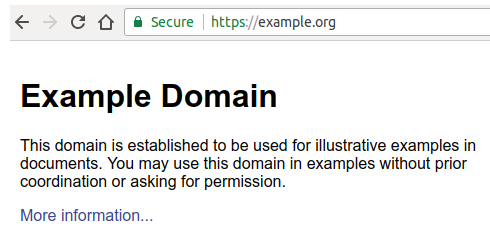 Secure https://example.org
Example Domain
This domain is established to be used for illustrative examples in
documents. You may use this domain in examples without prior
coordination or asking for permission.
More information...